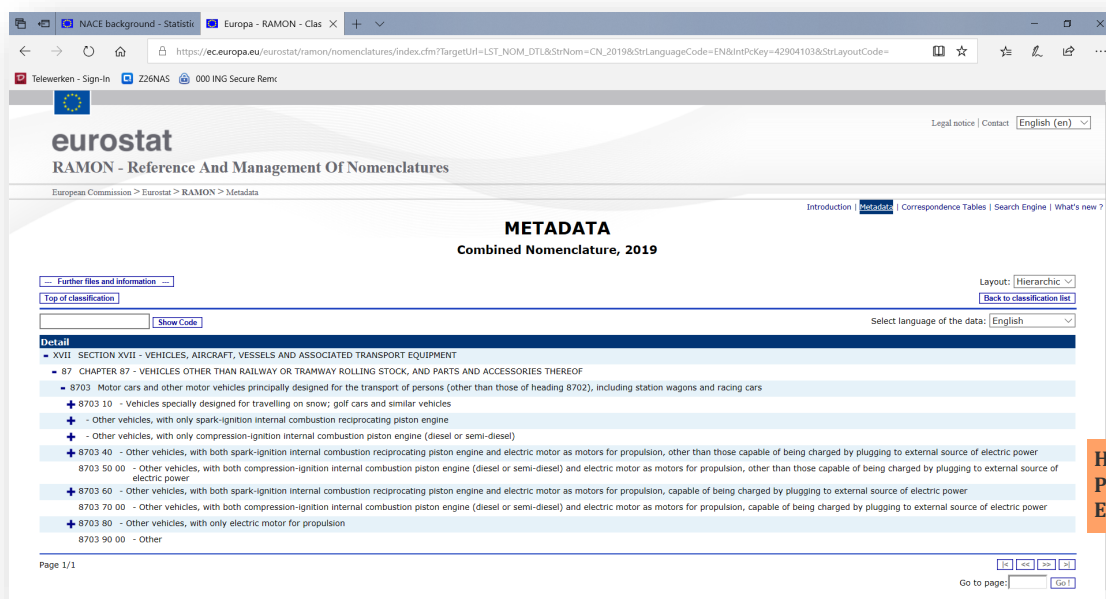 NACE background - Statistic
Europa - RAMON - Clas
https://ec.europa.eu/eurostat/ramon/nomenclatures/index.cfm?TargetUrl=LST_NOM_DTL&StrNom=CN_2019&StrLanguageCode=EN&IntPcKey=42904103&StrLayoutCode=
Telewerken - Sign-In Z26NAS 000 ING Secure Remc
Legal notice | Contact English (en)
eurostat
RAMON - Reference And Management Of Nomenclatures
European Commission > Eurostat > RAMON > Metadata
Introduction | Metadata | Correspondence Tables | Search Engine | What's new ?
METADATA
Combined Nomenclature, 2019
--- Further files and information --- Layout: Hierarchic
Top of classification Back to classification list
Show Code Select language of the data: English
Detail
- XVII SECTION XVII - VEHICLES, AIRCRAFT, VESSELS AND ASSOCIATED TRANSPORT EQUIPMENT
- 87 CHAPTER 87 - VEHICLES OTHER THAN RAILWAY OR TRAMWAY ROLLING STOCK, AND PARTS AND ACCESSORIES THEREOF
- 8703 Motor cars and other motor vehicles principally designed for the transport of persons (other than those of heading 8702), including station wagons and racing cars
+ 8703 10 - Vehicles specially designed for travelling on snow; golf cars and similar vehicles
+ - Other vehicles, with only spark-ignition internal combustion reciprocating piston engine
+ - Other vehicles, with only compression-ignition internal combustion piston engine (diesel or semi-diesel)
+ 8703 40 - Other vehicles, with both spark-ignition internal combustion reciprocating piston engine and electric motor as motors for propulsion, other than those capable of being charged by plugging to external source of electric power
8703 50 00 - Other vehicles, with both compression-ignition internal combustion piston engine (diesel or semi-diesel) and electric motor as motors for propulsion, other than those capable of being charged by plugging to external source of
electric power
+ 8703 60 - Other vehicles, with both spark-ignition internal combustion reciprocating piston engine and electric motor as motors for propulsion, capable of being charged by plugging to external source of electric power
8703 70 00 - Other vehicles, with both compression-ignition internal combustion piston engine (diesel or semi-diesel) and electric motor as motors for propulsion, capable of being charged by plugging to external source of electric power
+ 8703 80 - Other vehicles, with only electric motor for propulsion
8703 90 00 - Other
H
P
E
Page 1/1 |< << >> >|
Go to page: Go !